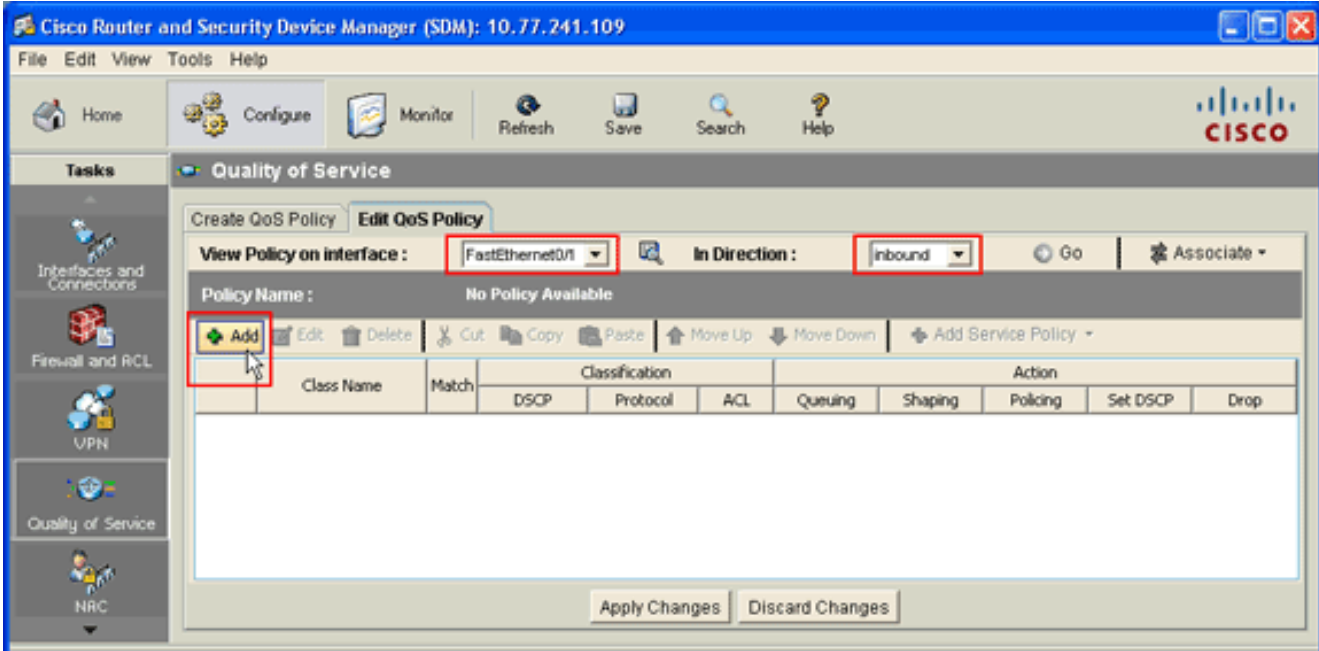 Cisco Router and Security Device Manager (SDM): 10.77.241.109
File Edit View Tools Help
Home Configure Monitor Refresh Save Search Help
CISCO
Tasks
Quality of Service
Create QoS Policy Edit QoS Policy
View Policy on interface : FastEthernet0/1 In Direction : inbound Go Associate
Interfaces and
Connections
Policy Name : No Policy Available
Add Edit Delete Cut Copy Paste Move Up Move Down Add Service Policy
Firewall and ACL
Class Name Match Classification Action
DSCP Protocol ACL Queuing Shaping Policing Set DSCP Drop
VPN
Quality of Service
NAC
Apply Changes Discard Changes